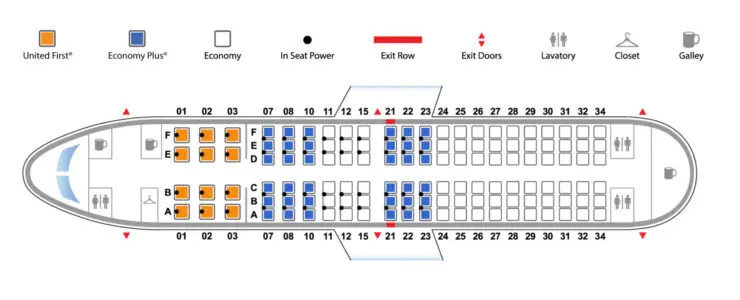 United First® Economy Plus® Economy In Seat Power Exit Row Exit Doors Lavatory Closet Galley
01 02 03 07 08 10 11 12 15 21 22 23 24 25 26 27 28 29 30 31 32 33 34
F F
E E
D
B C
A B
A
01 02 03 07 08 10 11 12 15 21 22 23 24 25 26 27 28 29 30 31 32 33 34